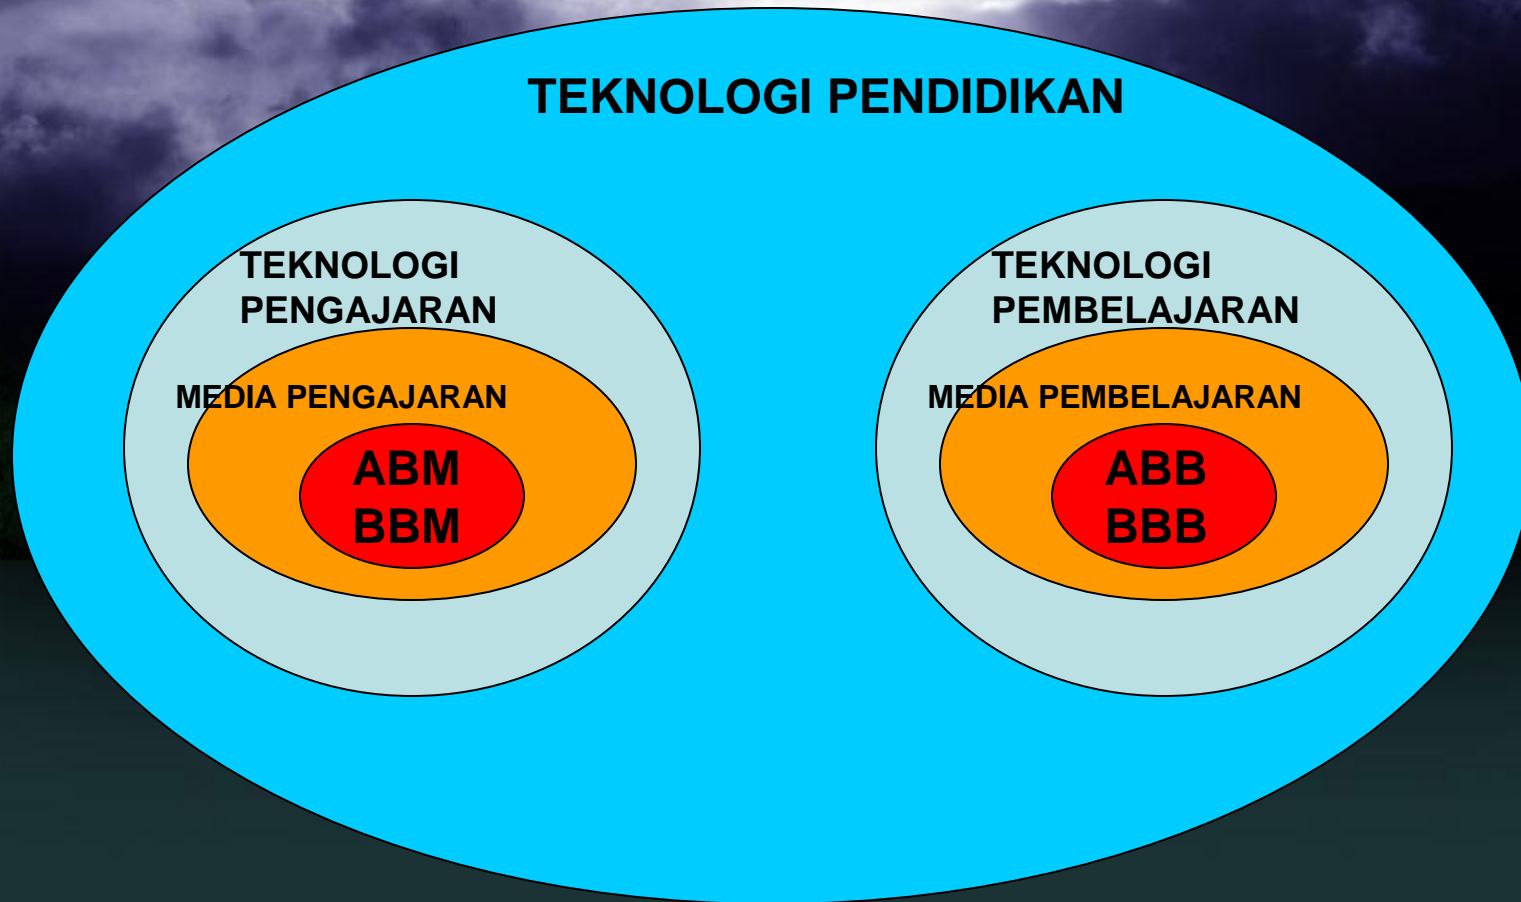 TEKNOLOGI PENDIDIKAN
TEKNOLOGI
PENGAJARAN
MEDIA PENGAJARAN
ABM
BBM
TEKNOLOGI
PEMBELAJARAN
MEDIA PEMBELAJARAN
ABB
BBB